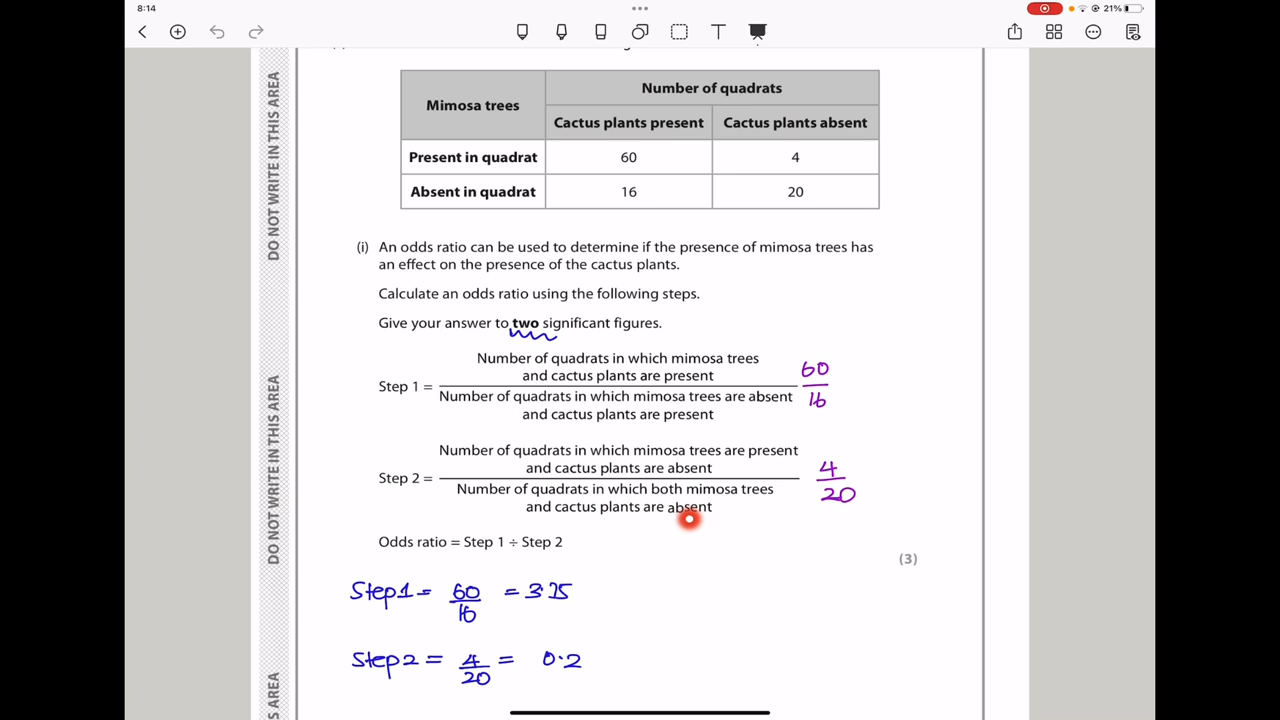 8:14
21%
DO NOT WRITE IN THIS AREA
DO NOT WRITE IN THIS AREA
S AREA
Mimosa trees
Number of quadrats
Cactus plants present
Cactus plants absent
Present in quadrat 60 4
Absent in quadrat 16 20
(i) An odds ratio can be used to determine if the presence of mimosa trees has
an effect on the presence of the cactus plants.
Calculate an odds ratio using the following steps.
Give your answer to two significant figures.
Number of quadrats in which mimosa trees
and cactus plants are present
Step 1 =
Number of quadrats in which mimosa trees are absent
and cactus plants are present
60
16
Number of quadrats in which mimosa trees are present
and cactus plants are absent
Step 2 =
Number of quadrats in which both mimosa trees
and cactus plants are absent
4
20
Odds ratio = Step 1 ÷ Step 2
(3)
Step1 = 60/16 = 3.75
Step2 = 4/20 = 0.2